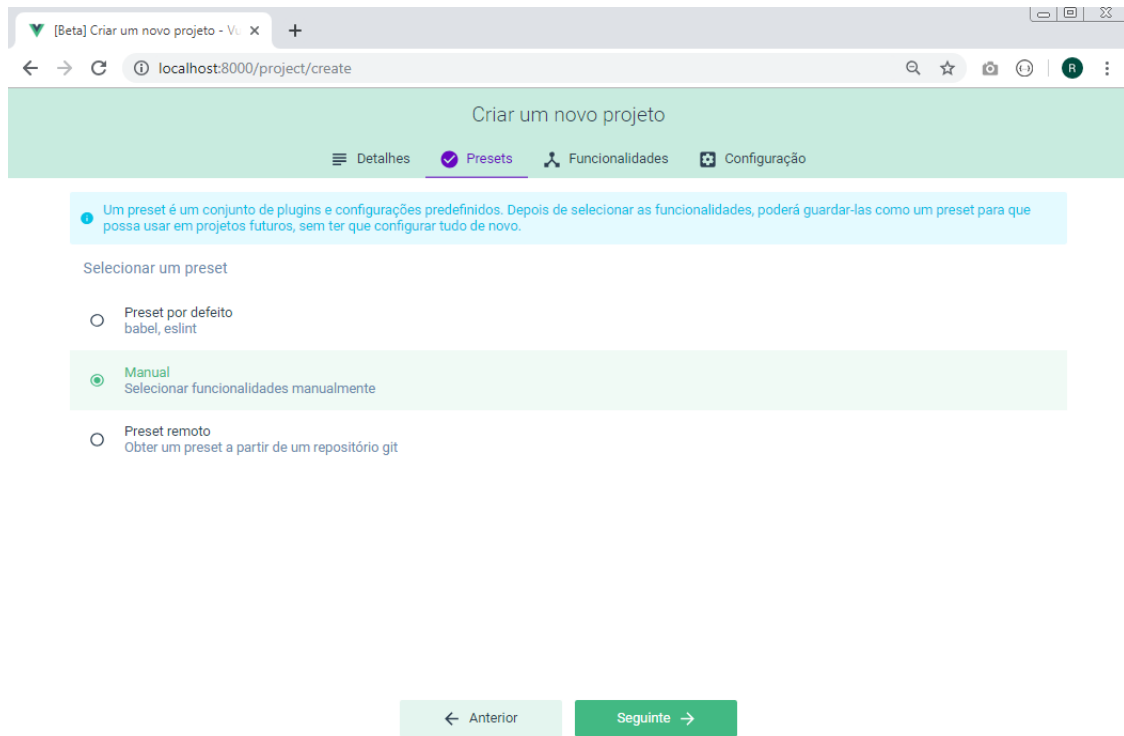 [Beta] Criar um novo projeto - Vu
localhost:8000/project/create
R
Criar um novo projeto
Detalhes Presets Funcionalidades Configuração
Um preset é um conjunto de plugins e configurações predefinidos. Depois de selecionar as funcionalidades, poderá guardar-las como um preset para que
possa usar em projetos futuros, sem ter que configurar tudo de novo.
Selecionar um preset
Preset por defeito
babel, eslint
Manual
Selecionar funcionalidades manualmente
Preset remoto
Obter um preset a partir de um repositório git
Anterior Seguinte